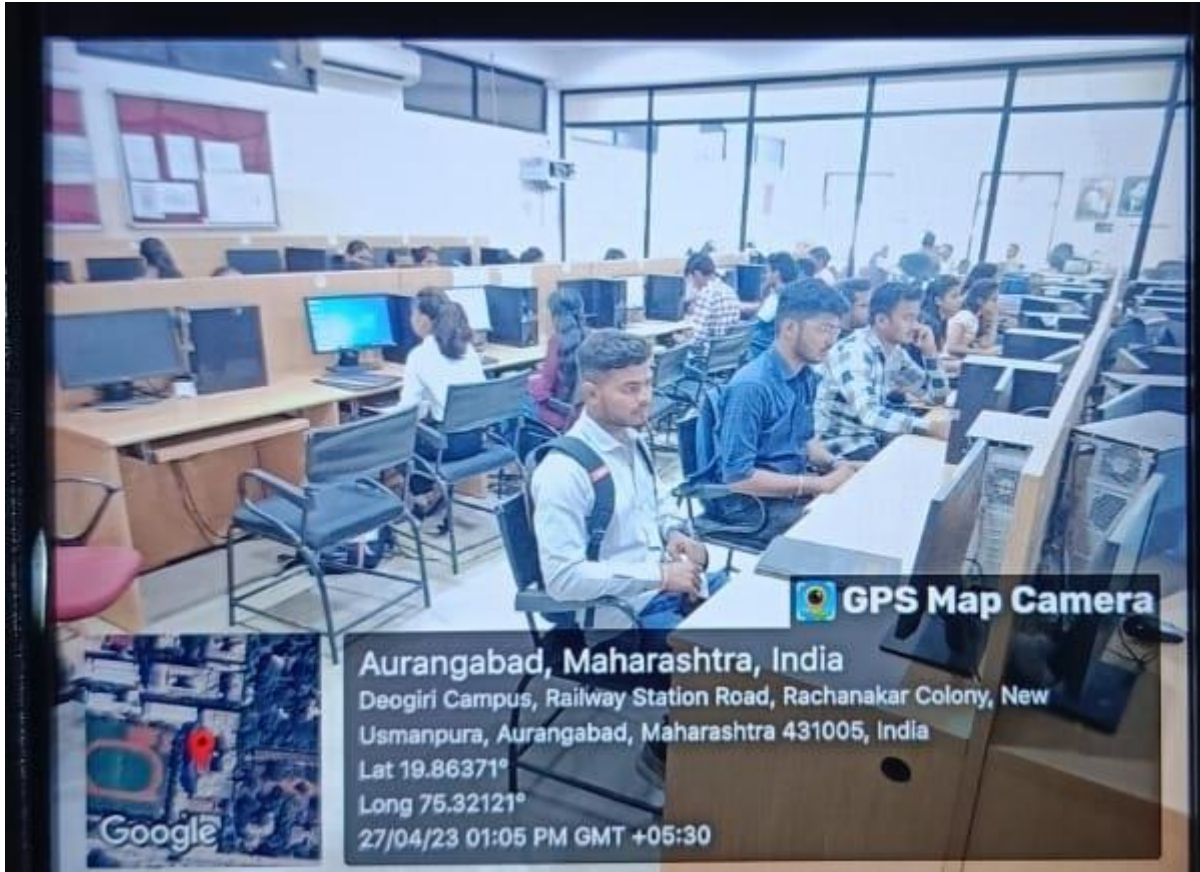 GPS Map Camera
Aurangabad, Maharashtra, India
Deogiri Campus, Railway Station Road, Rachanakar Colony, New
Usmanpura, Aurangabad, Maharashtra 431005, India
Lat 19.86371°
Long 75.32121°
27/04/23 01:05 PM GMT +05:30
Google